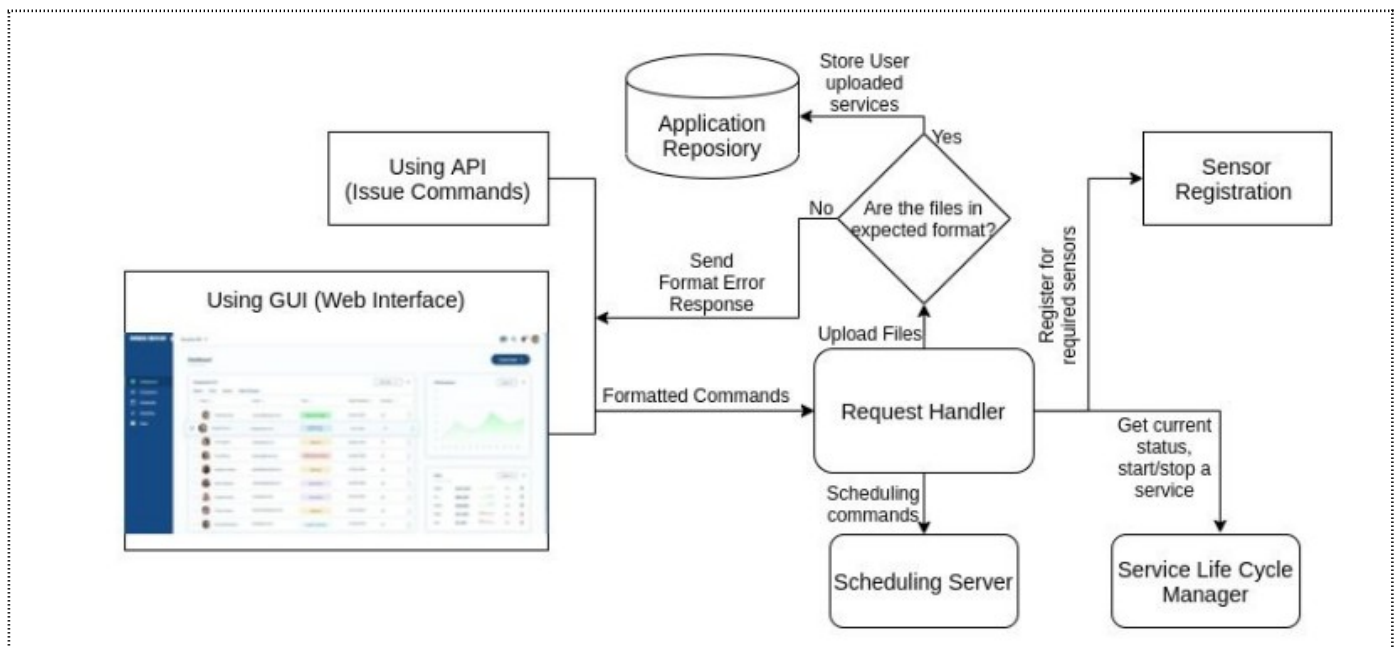 Store User
uploaded
services
Application
Reposiory
Yes
Using API
(Issue Commands)
Sensor
Registration
No
Are the files in
expected format?
Send
Format Error
Response
Register for
required sensors
Using GUI (Web Interface)
Upload Files
Dashboard
Formatted Commands
Request Handler
Get current
status,
start/stop a
service
Scheduling
commands
Scheduling Server
Service Life Cycle
Manager